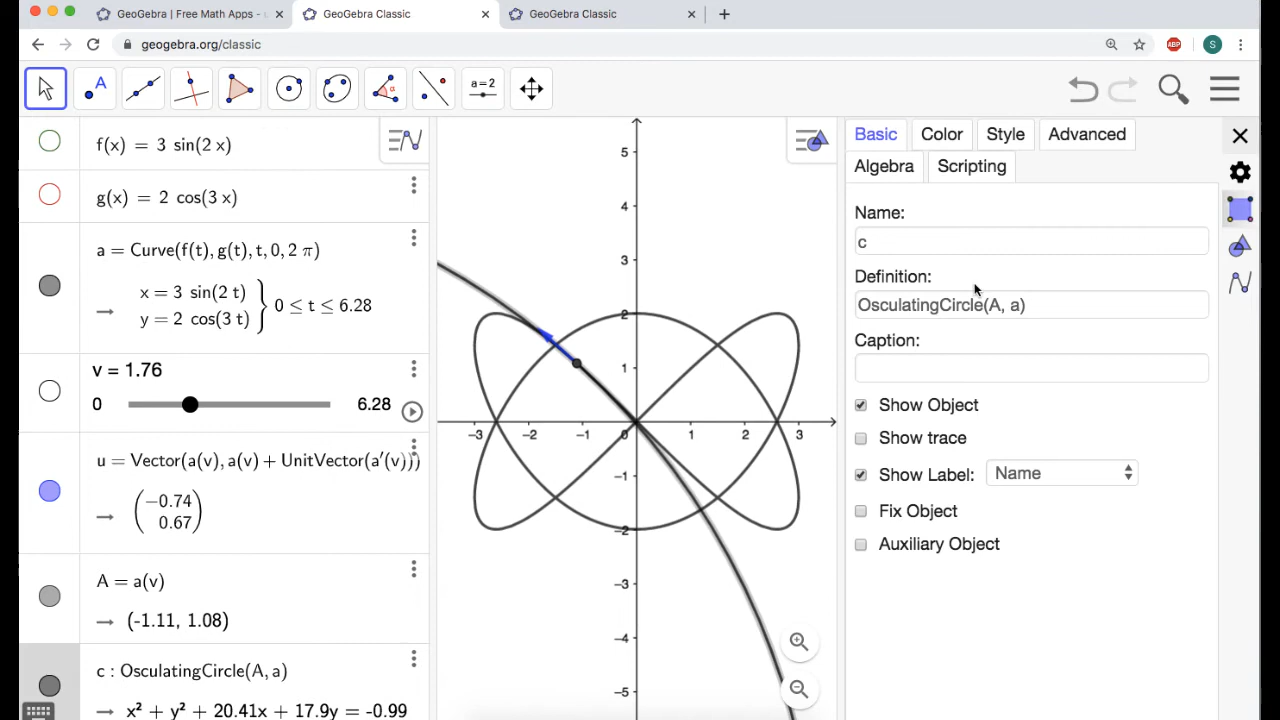 GeoGebra | Free Math Apps -
GeoGebra Classic
GeoGebra Classic
geogebra.org/classic
ABP
S
A
a=2
α
f(x) = 3 sin(2 x)
g(x) = 2 cos(3 x)
a = Curve(f(t), g(t), t, 0, 2 π)
→ x = 3 sin(2 t)
y = 2 cos(3 t) } 0 ≤ t ≤ 6.28
v = 1.76
0 6.28
u = Vector(a(v), a(v) + UnitVector(a′(v)))
→ (−0.74
0.67)
A = a(v)
→ (-1.11, 1.08)
c : OsculatingCircle(A, a)
→ x² + y² + 20.41x + 17.9y = -0.99
5
4
3
2
1
−3 −2 −1 0 1 2 3
−1
−2
−3
−4
−5
Basic Color Style Advanced
Algebra Scripting
Name:
c
Definition:
OsculatingCircle(A, a)
Caption:
Show Object
Show trace
Show Label: Name
Fix Object
Auxiliary Object